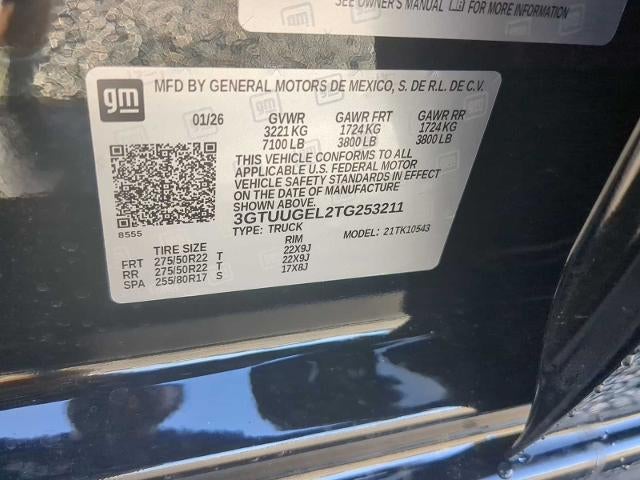 SEE OWNER'S MANUAL FOR MORE INFORMATION
gm
MFD BY GENERAL MOTORS DE MEXICO, S. DE R.L. DE C.V.
01/26 GVWR GAWR FRT GAWR RR
3221 KG 1724 KG 1724 KG
7100 LB 3800 LB 3800 LB
THIS VEHICLE CONFORMS TO ALL
APPLICABLE U.S. FEDERAL MOTOR
VEHICLE SAFETY STANDARDS IN EFFECT
ON THE DATE OF MANUFACTURE
SHOWN ABOVE.
3GTUUGEL2TG253211
8555 TYPE: TRUCK MODEL: 21TK10543
TIRE SIZE RIM
FRT 275/50R22 T 22X9J
RR 275/50R22 T 22X9J
SPA 255/80R17 S 17X8J